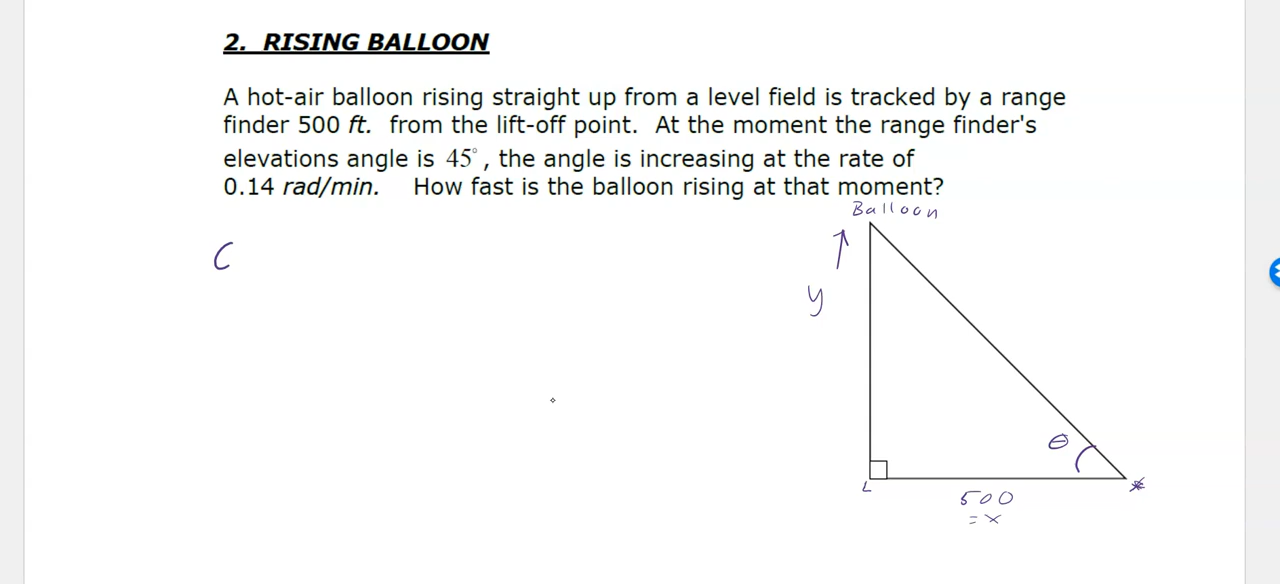 2. RISING BALLOON
A hot-air balloon rising straight up from a level field is tracked by a range
finder 500 ft. from the lift-off point. At the moment the range finder's
elevations angle is 45°, the angle is increasing at the rate of
0.14 rad/min. How fast is the balloon rising at that moment?
Balloon
C
y
θ
L
*
500
= x